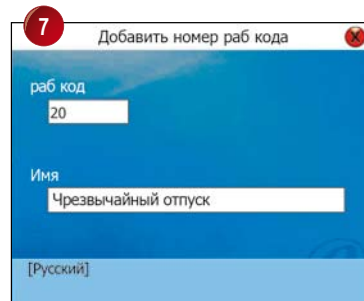 7
Добавить номер раб кода
раб код
20
Имя
Чрезвычайный отпуск
[Русский]